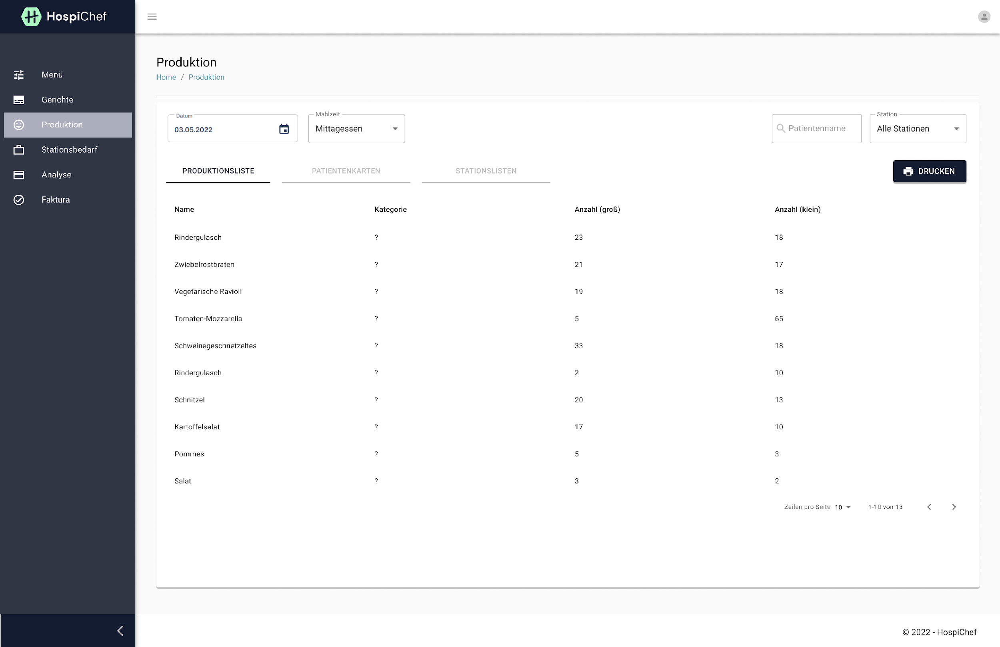 HospiChef
Menü
Gerichte
Produktion
Stationsbedarf
Analyse
Faktura
Produktion
Home / Produktion
Datum
03.05.2022
Mahlzeit
Mittagessen
Patientenname
Station
Alle Stationen
PRODUKTIONSLISTE PATIENTENKARTEN STATIONSLISTEN DRUCKEN
Name Kategorie Anzahl (groß) Anzahl (klein)
Rindergulasch ? 23 18
Zwiebelrostbraten ? 21 17
Vegetarische Ravioli ? 19 18
Tomaten-Mozzarella ? 5 65
Schweinegeschnetzeltes ? 33 18
Rindergulasch ? 2 10
Schnitzel ? 20 13
Kartoffelsalat ? 17 10
Pommes ? 5 3
Salat ? 3 2
Zeilen pro Seite 10 1-10 von 13
© 2022 - HospiChef